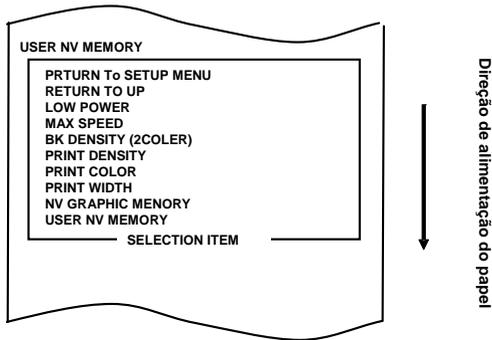 USER NV MEMORY
PRTURN To SETUP MENU
RETURN TO UP
LOW POWER
MAX SPEED
BK DENSITY (2COLER)
PRINT DENSITY
PRINT COLOR
PRINT WIDTH
NV GRAPHIC MENORY
USER NV MEMORY
SELECTION ITEM
Direção de alimentação do papel